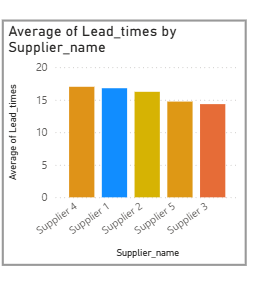 Average of Lead_times by
Supplier_name
Average of Lead_times
20
15
10
5
0
Supplier 4
Supplier 1
Supplier 2
Supplier 5
Supplier 3
Supplier_name